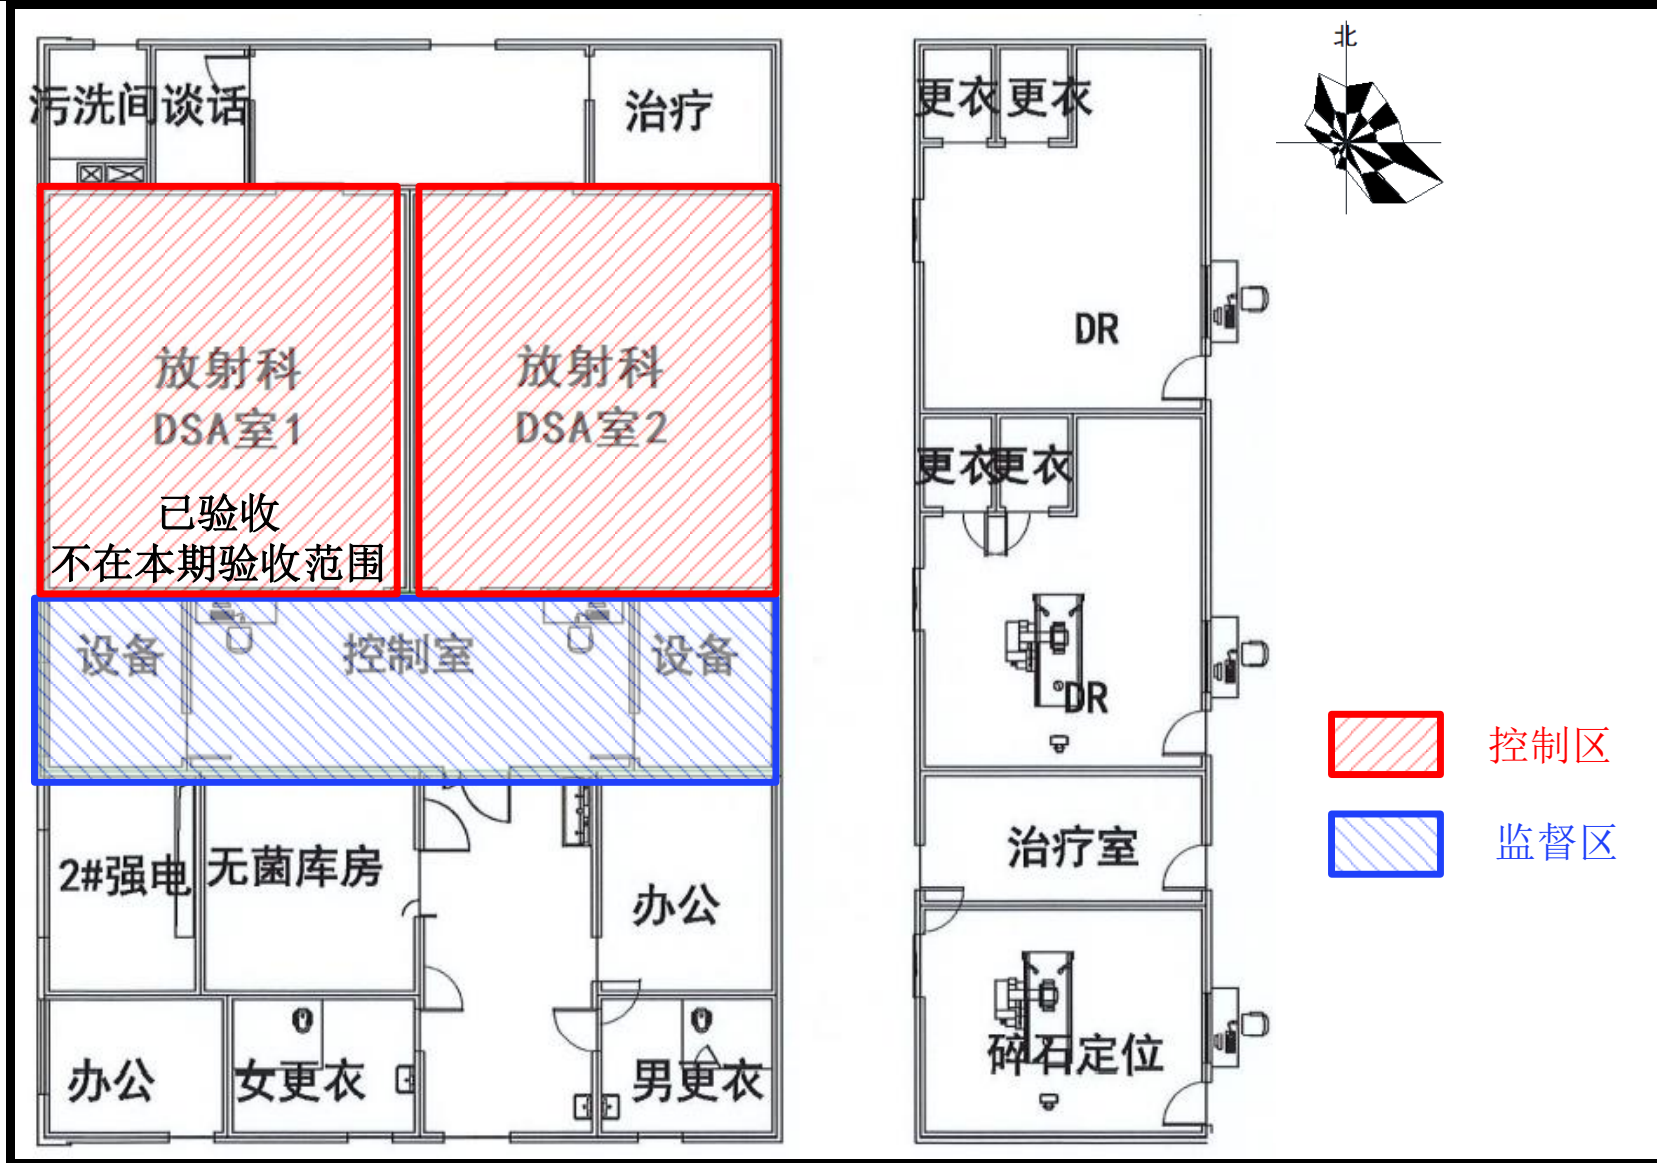 北
污洗间
谈话
治疗
更衣
更衣
放射科
DSA室1
已验收
不在本期验收范围
放射科
DSA室2
DR
更衣
更衣
设备
控制室
设备
DR
控制区
监督区
2#强电
无菌库房
办公
治疗室
办公
女更衣
男更衣
碎石定位